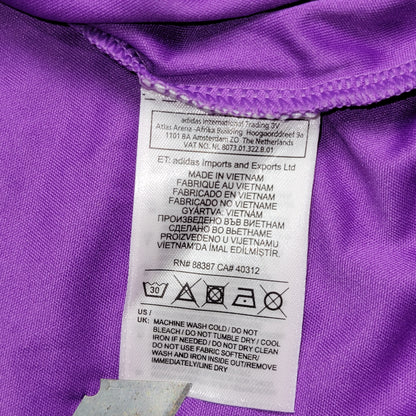 adidas International Trading BV
Atlas Arena -Afrika Building Hoogoorddreef 9a
1101 BA Amsterdam ZO The Netherlands
VAT NO. NL 8073.01.322.B.01
ET: adidas Imports and Exports Ltd
MADE IN VIETNAM
FABRIQUÉ AU VIETNAM
FABRICADO EN VIETNAM
FABRICADO NO VIETNAM
GYÁRTVA: VIETNAM
ПРОИЗВЕДЕНО ВЪВ ВИЕТНАМ
СДЕЛАНО ВО ВЬЕТНАМЕ
PROIZVEDENO U VIJETNAMU
VIETNAM'DA İMAL EDİLMİŞTİR.
RN# 88387 CA# 40312
30
US /
UK: MACHINE WASH COLD / DO NOT
BLEACH / DO NOT TUMBLE DRY / COOL
IRON IF NEEDED / DO NOT DRY CLEAN /
DO NOT USE FABRIC SOFTENER/
WASH AND IRON INSIDE OUT/REMOVE
IMMEDIATELY/LINE DRY